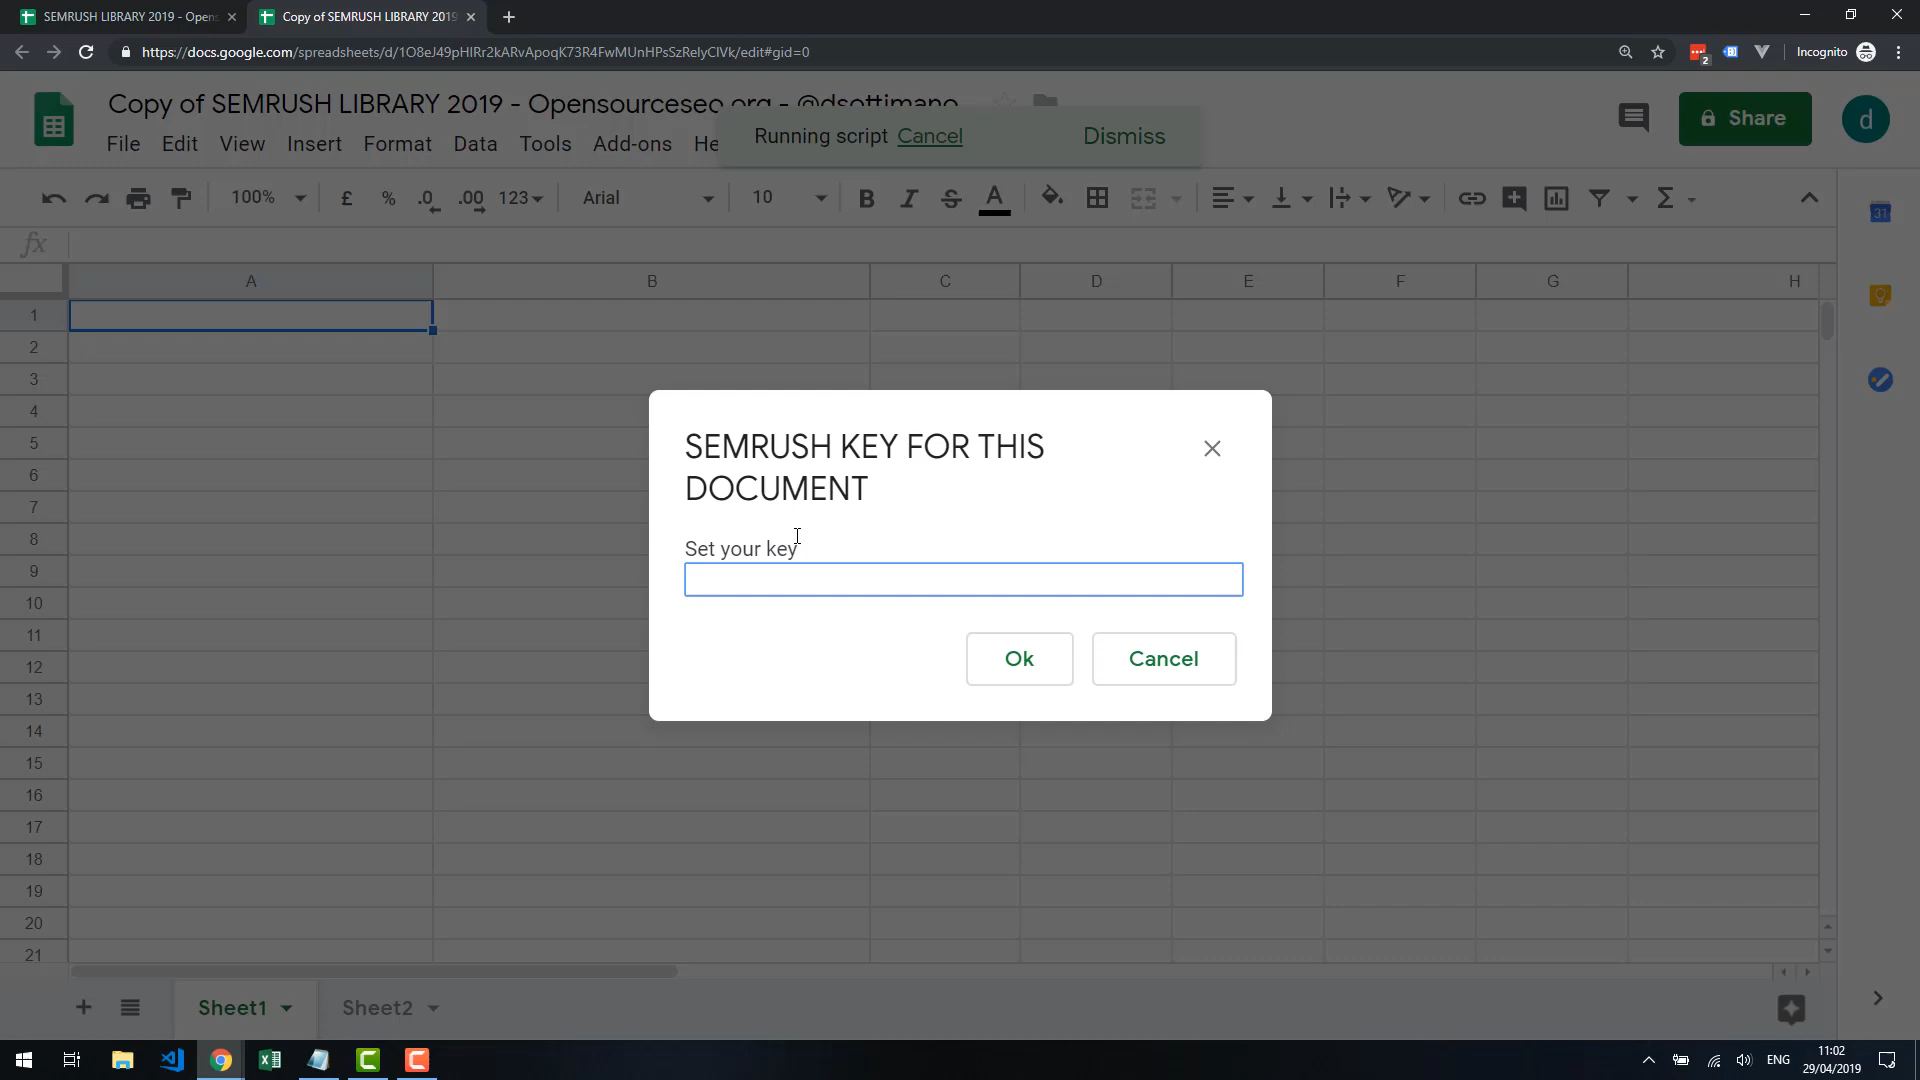 SEMRUSH LIBRARY 2019 - Opens
Copy of SEMRUSH LIBRARY 2019
https://docs.google.com/spreadsheets/d/1O8eJ49pHlRr2kARvApoqK73R4FwMUnHPsSzRelyClVk/edit#gid=0
2
Incognito
Copy of SEMRUSH LIBRARY 2019 - Opensourceseo.org - @dsottimano
File Edit View Insert Format Data Tools Add-ons He
Running script Cancel Dismiss
Share
d
100% £ % .0 .00 123 Arial 10 B I S A Σ
31
fx
A B C D E F G H
1
2
3
4
5
6
7
8
9
10
11
12
13
14
15
16
17
18
19
20
21
SEMRUSH KEY FOR THIS
DOCUMENT
Set your key
Ok Cancel
Sheet1 Sheet2
ENG
11:02
29/04/2019